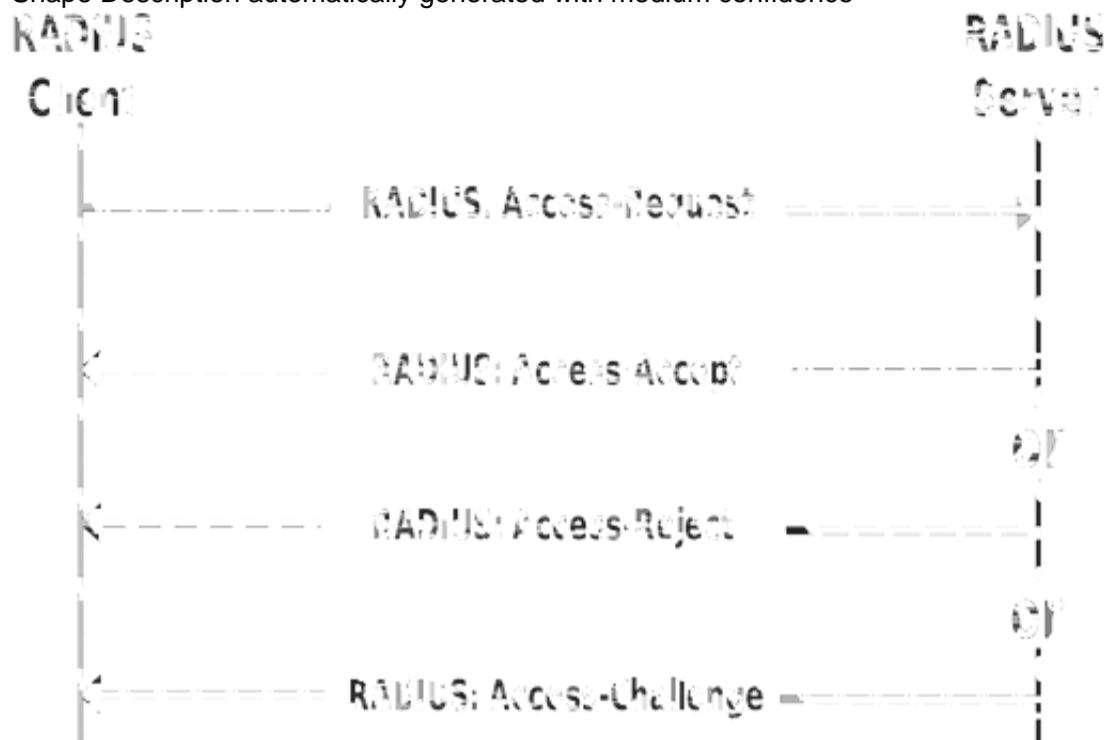 Shape Description automatically generated with medium confidence
RADIUS Client
RADIUS Server
RADIUS: Access-Request
RADIUS: Access-Accept
or
RADIUS: Access-Reject
or
RADIUS: Access-Challenge